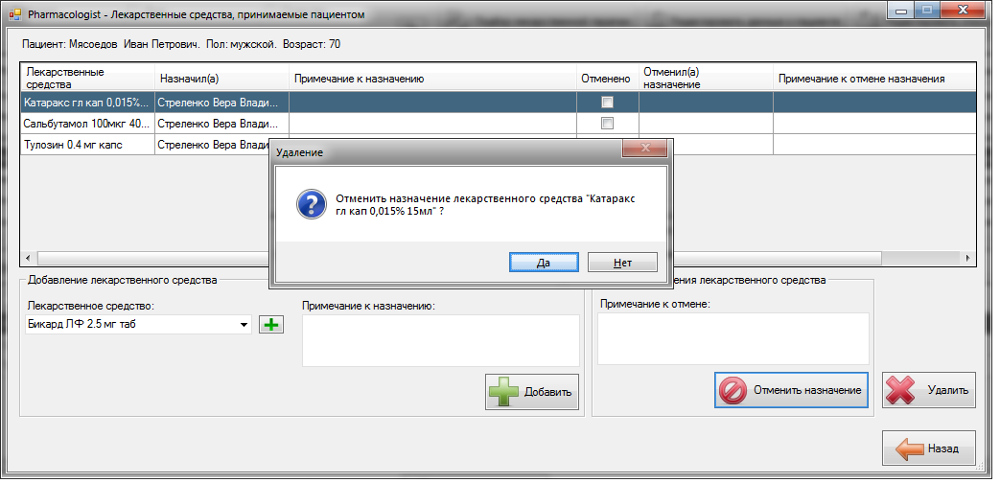 Pharmacologist - Лекарственные средства, принимаемые пациентом
Пациент: Мясоедов Иван Петрович. Пол: мужской. Возраст: 70
Лекарственные средства
Назначил(а)
Примечание к назначению
Отменено
Отменил(а) назначение
Примечание к отмене назначения
Катаракс гл кап 0,015%... Стреленко Вера Влади...
Сальбутамол 100мкг 40... Стреленко Вера Влади...
Тулозин 0.4 мг капс Стреленко Вера Влади
Удаление
Отменить назначение лекарственного средства "Катаракс
гл кап 0,015% 15мл" ?
Да Нет
Добавление лекарственного средства
ния лекарственного средства
Лекарственное средство:
Примечание к назначению:
Примечание к отмене:
Бикард ЛФ 2.5 мг таб
Добавить
Отменить назначение
Удалить
Назад